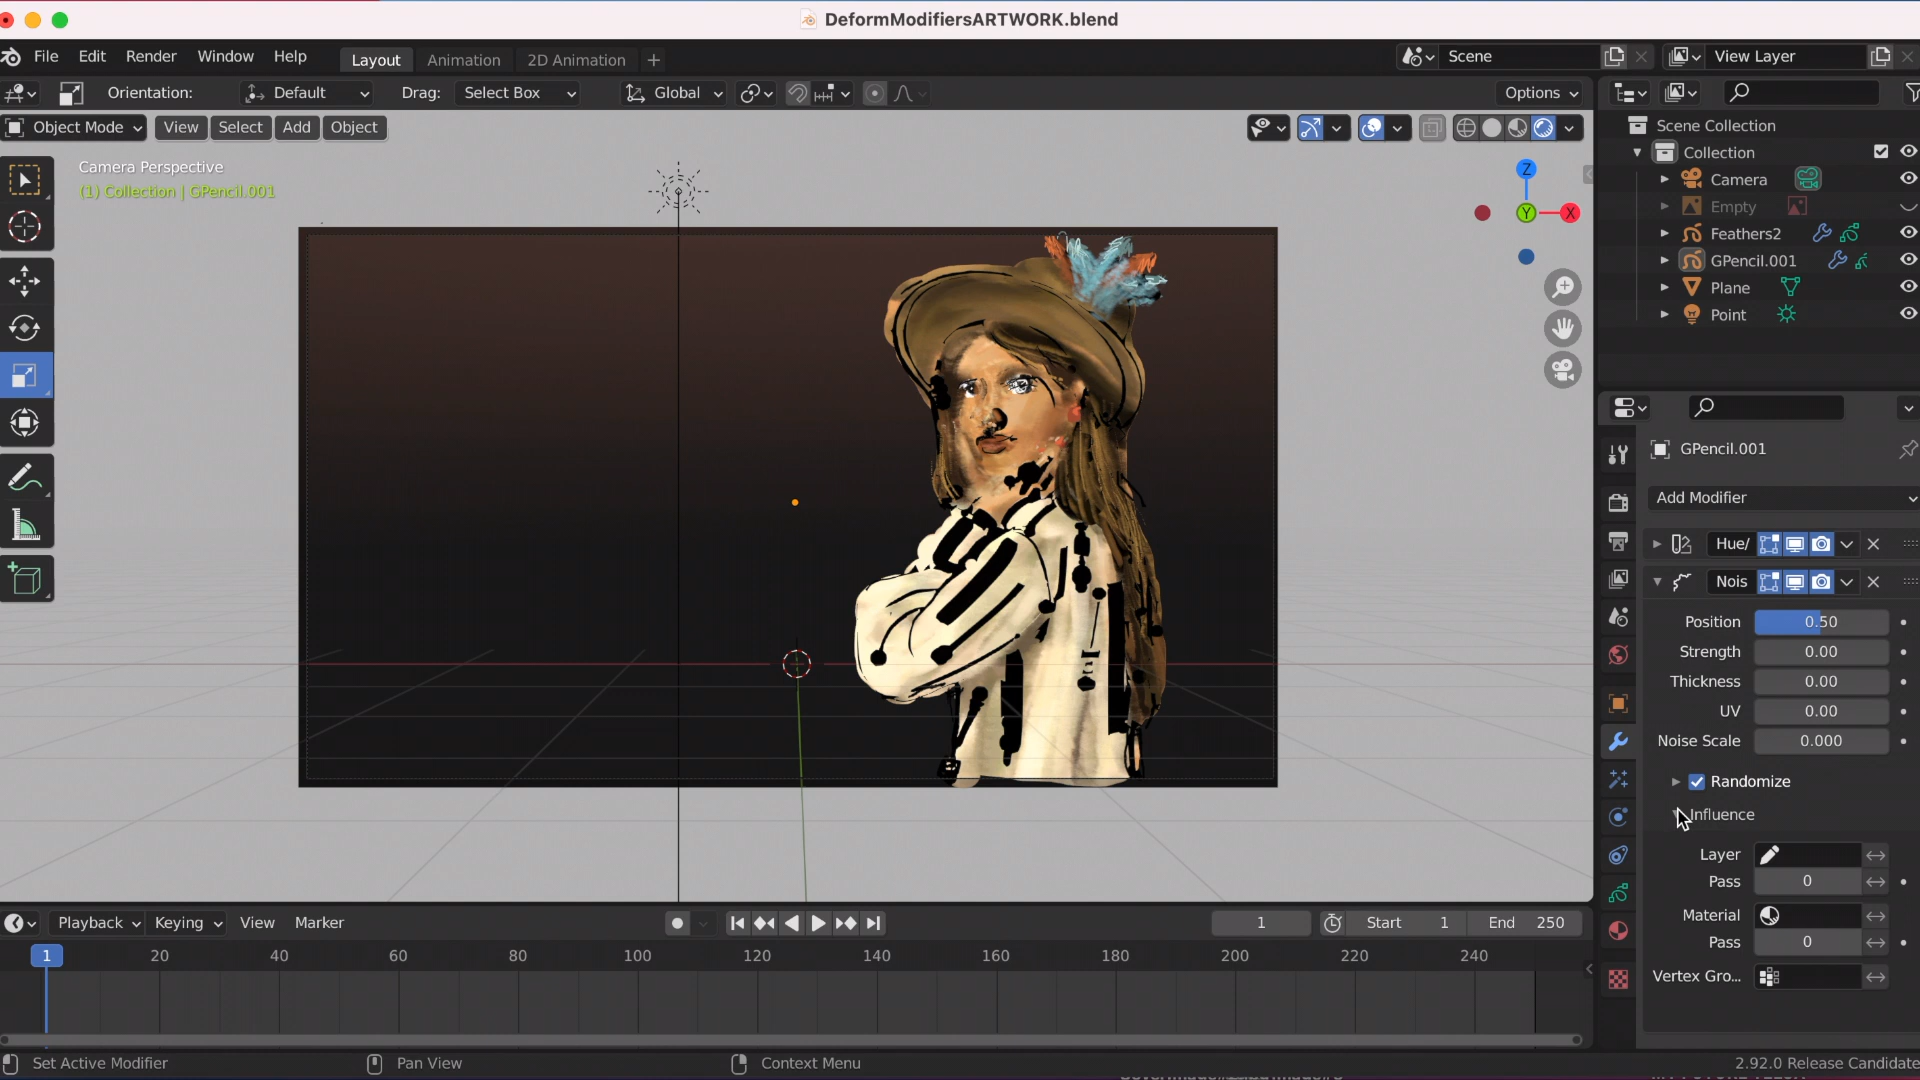 DeformModifiersARTWORK.blend
File Edit Render Window Help Layout Animation 2D Animation + Scene View Layer
Orientation: Default Drag: Select Box Global Options
Object Mode View Select Add Object
Camera Perspective
(1) Collection | GPencil.001
Z
Y
X
Scene Collection
Collection
Camera
Empty
Feathers2
GPencil.001
Plane
Point
GPencil.001
Add Modifier
Hue/
Nois
Position 0.50
Strength 0.00
Thickness 0.00
UV 0.00
Noise Scale 0.000
Randomize
Influence
Layer
Pass 0
Material
Pass 0
Vertex Gro...
Playback Keying View Marker 1 Start 1 End 250
1 20 40 60 80 100 120 140 160 180 200 220 240
Set Active Modifier Pan View Context Menu 2.92.0 Release Candidate